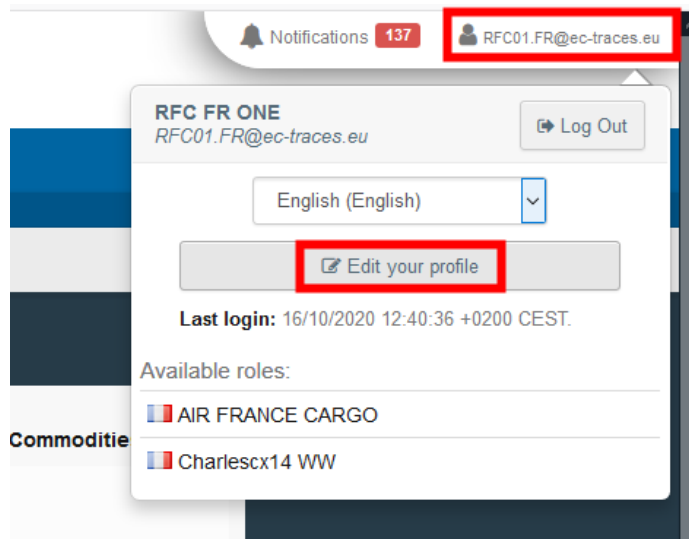 Notifications 137 RFC01.FR@ec-traces.eu
RFC FR ONE
RFC01.FR@ec-traces.eu
Log Out
English (English)
Edit your profile
Last login: 16/10/2020 12:40:36 +0200 CEST.
Available roles:
AIR FRANCE CARGO
Commoditie
Charlescx14 WW